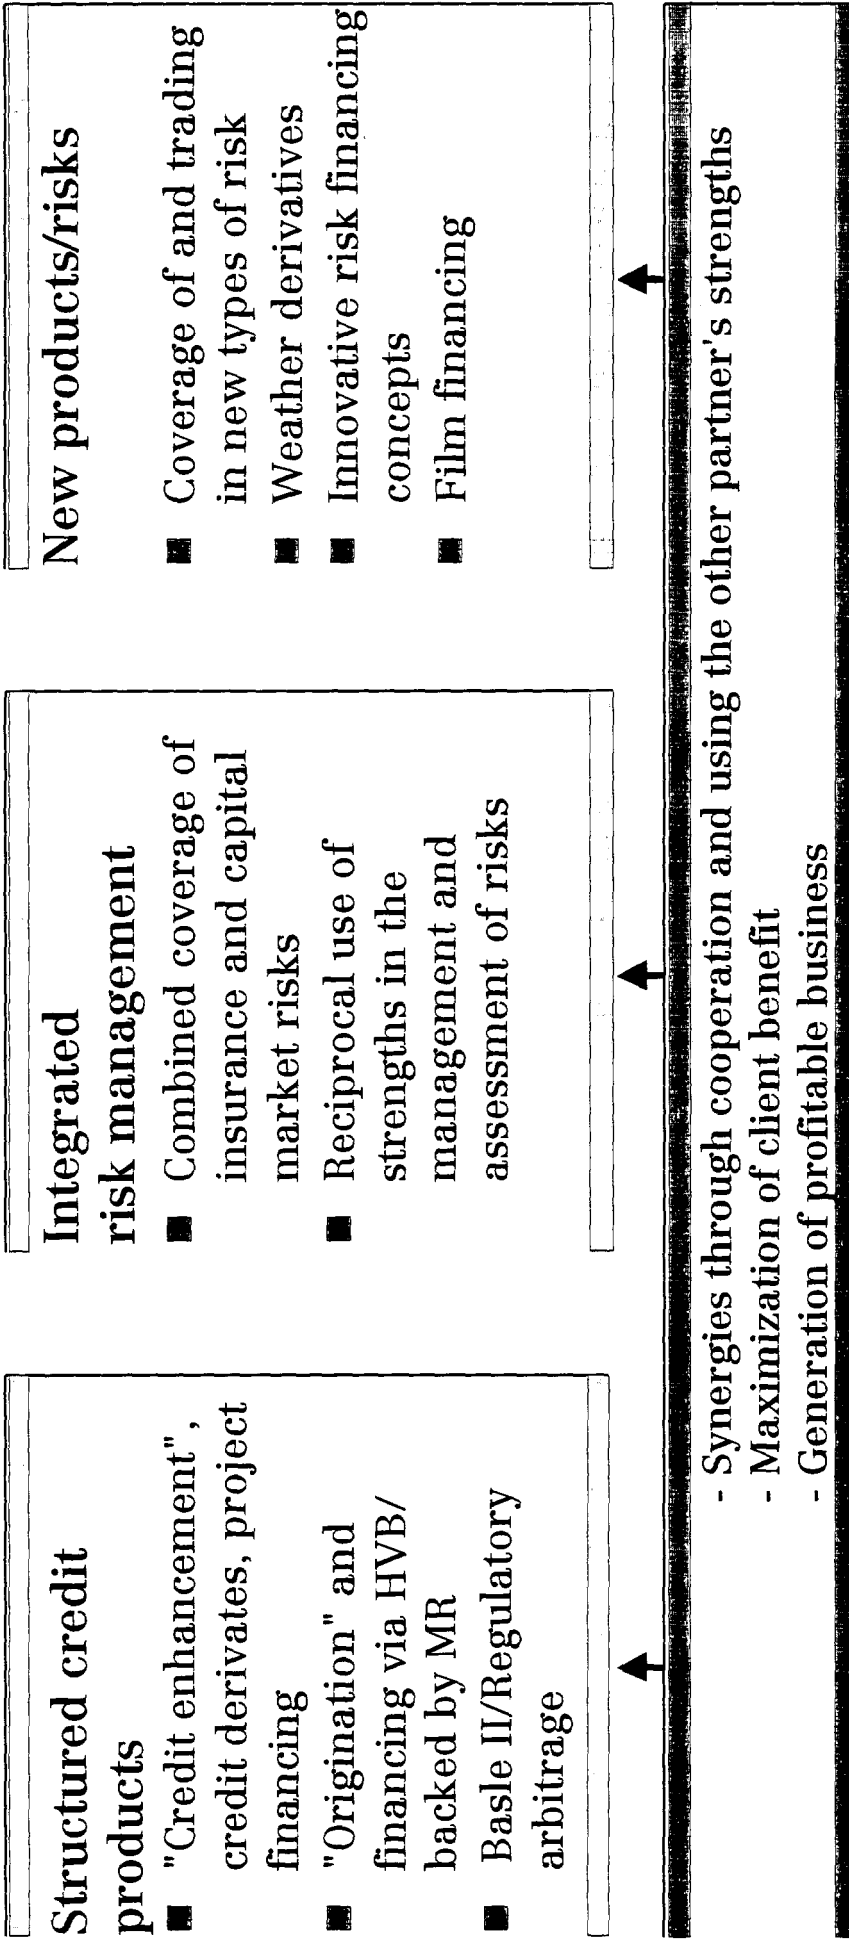 Structured credit
products
■ "Credit enhancement",
credit derivates, project
financing
■ "Origination" and
financing via HVB/
backed by MR
■ Basle II/Regulatory
arbitrage
Integrated
risk management
■ Combined coverage of
insurance and capital
market risks
■ Reciprocal use of
strengths in the
management and
assessment of risks
New products/risks
■ Coverage of and trading
in new types of risk
■ Weather derivatives
■ Innovative risk financing
concepts
■ Film financing
- Synergies through cooperation and using the other partner's strengths
- Maximization of client benefit
- Generation of profitable business